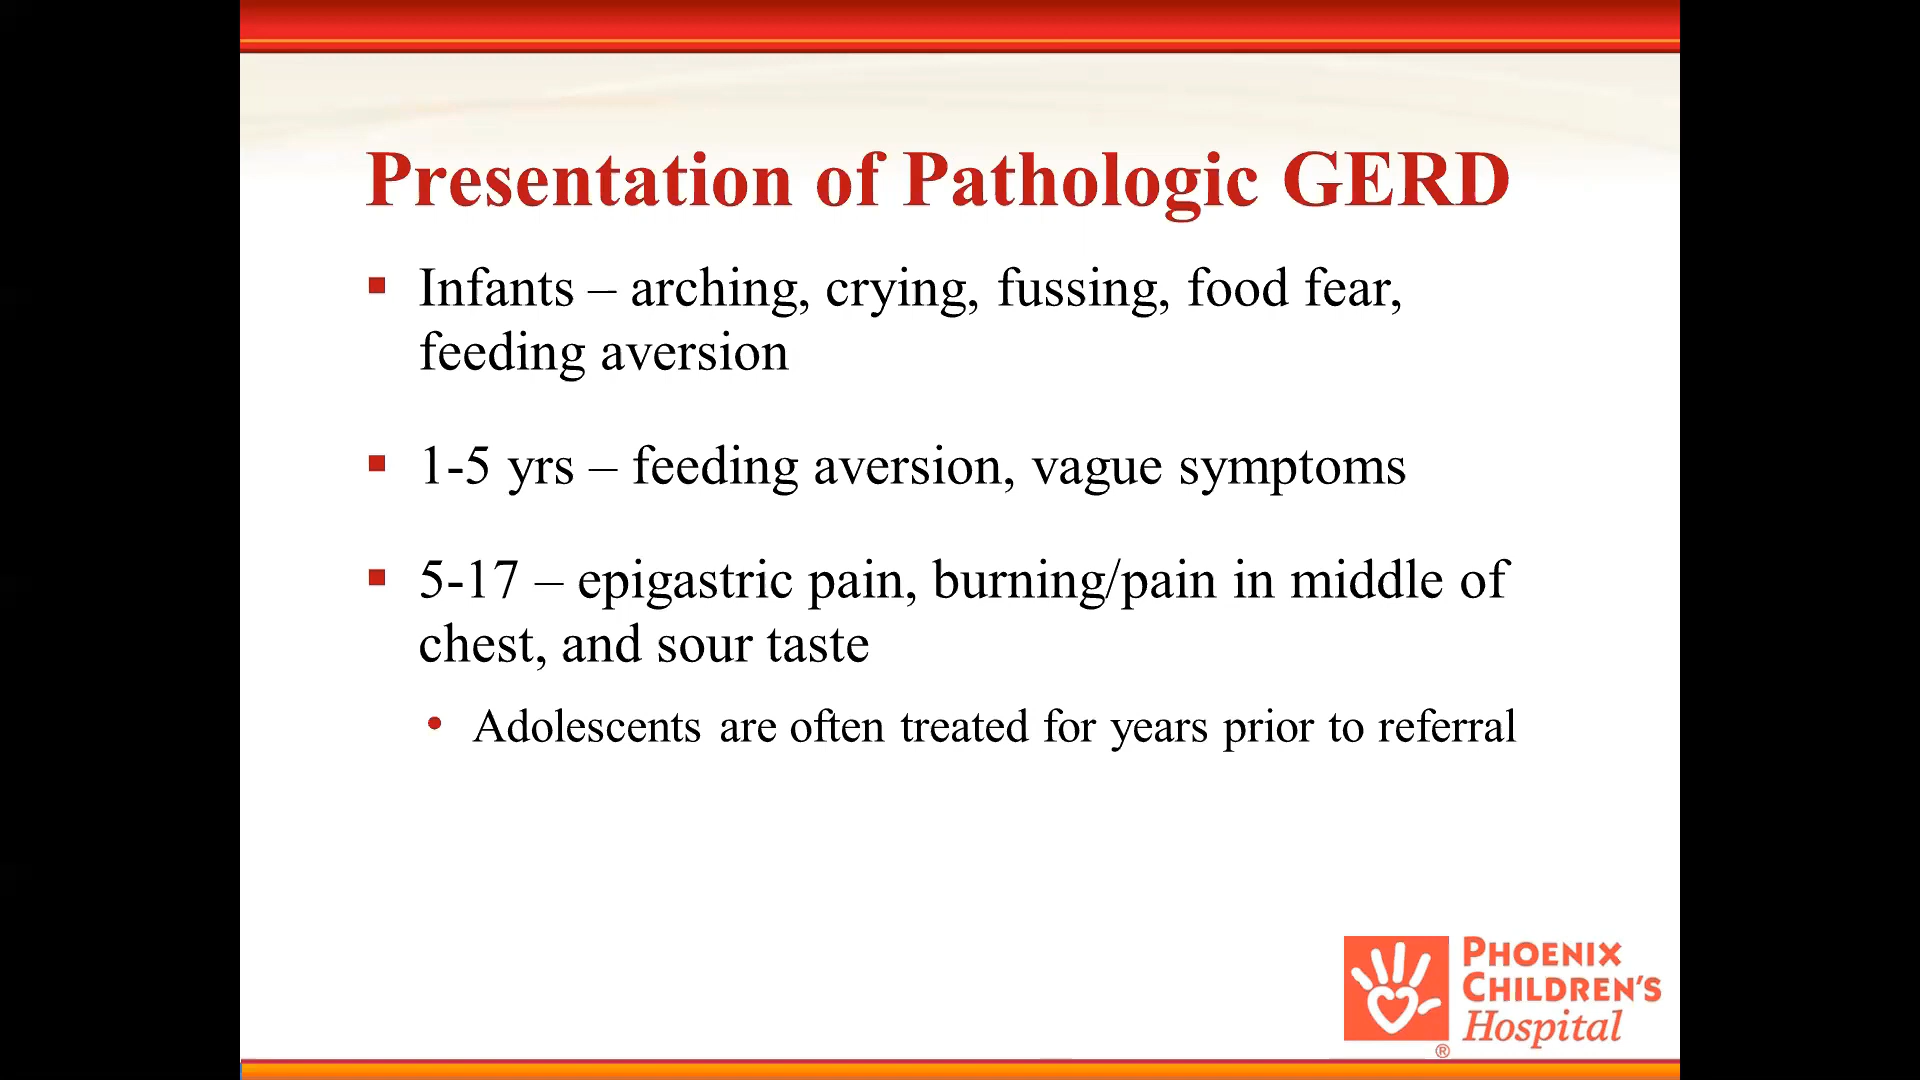 Presentation of Pathologic GERD
▪ Infants – arching, crying, fussing, food fear,
feeding aversion
▪ 1-5 yrs – feeding aversion, vague symptoms
▪ 5-17 – epigastric pain, burning/pain in middle of
chest, and sour taste
• Adolescents are often treated for years prior to referral
PHOENIX
CHILDREN'S
Hospital
®